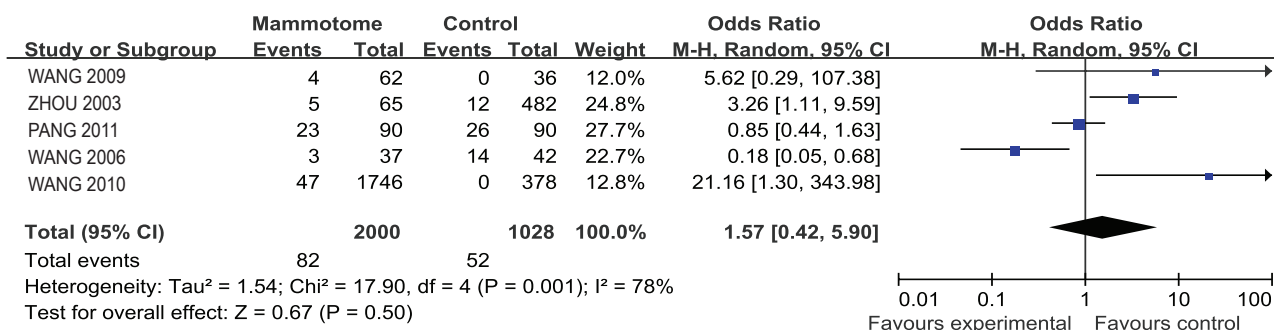 Mammotome Control Odds Ratio Odds Ratio
Study or Subgroup Events Total Events Total Weight M-H, Random, 95% CI M-H, Random, 95% CI
WANG 2009 4 62 0 36 12.0% 5.62 [0.29, 107.38]
ZHOU 2003 5 65 12 482 24.8% 3.26 [1.11, 9.59]
PANG 2011 23 90 26 90 27.7% 0.85 [0.44, 1.63]
WANG 2006 3 37 14 42 22.7% 0.18 [0.05, 0.68]
WANG 2010 47 1746 0 378 12.8% 21.16 [1.30, 343.98]
Total (95% CI) 2000 1028 100.0% 1.57 [0.42, 5.90]
Total events 82 52
Heterogeneity: Tau² = 1.54; Chi² = 17.90, df = 4 (P = 0.001); I² = 78%
Test for overall effect: Z = 0.67 (P = 0.50)
0.01 0.1 1 10 100
Favours experimental Favours control